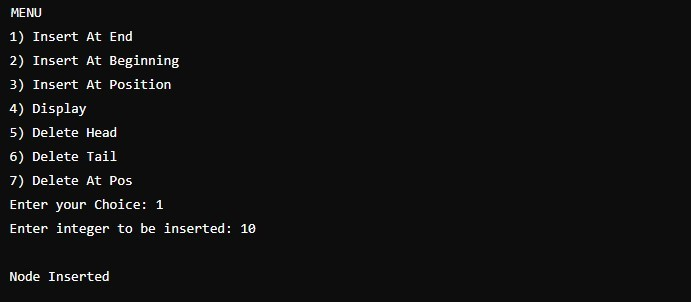 MENU
1) Insert At End
2) Insert At Beginning
3) Insert At Position
4) Display
5) Delete Head
6) Delete Tail
7) Delete At Pos
Enter your Choice: 1
Enter integer to be inserted: 10
Node Inserted